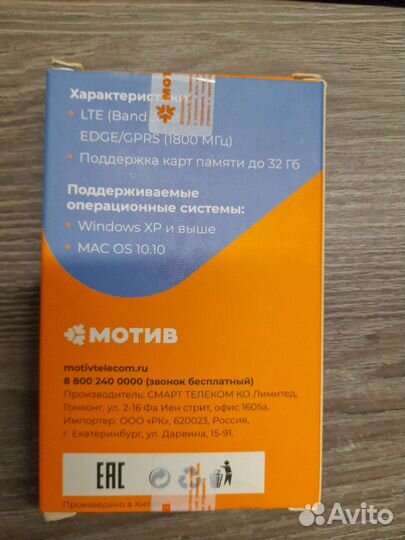 МОТИВ
Характеристики
• LTE (Band
EDGE/GPRS (1800 МГц)
• Поддержка карт памяти до 32 Гб
Поддерживаемые
операционные системы:
• Windows XP и выше
• MAC OS 10.10
МОТИВ
motivtelecom.ru
8 800 240 0000 (звонок бесплатный)
Производитель: СМАРТ ТЕЛЕКОМ КО Лимитед,
Гонконг, ул. 2-16 Фа Иен стрит, офис 1605а.
Импортер: ООО «РК», 620023, Россия,
г. Екатеринбург, ул. Дарвина, 15-91.
EAC
Произведено в Кит
Avito